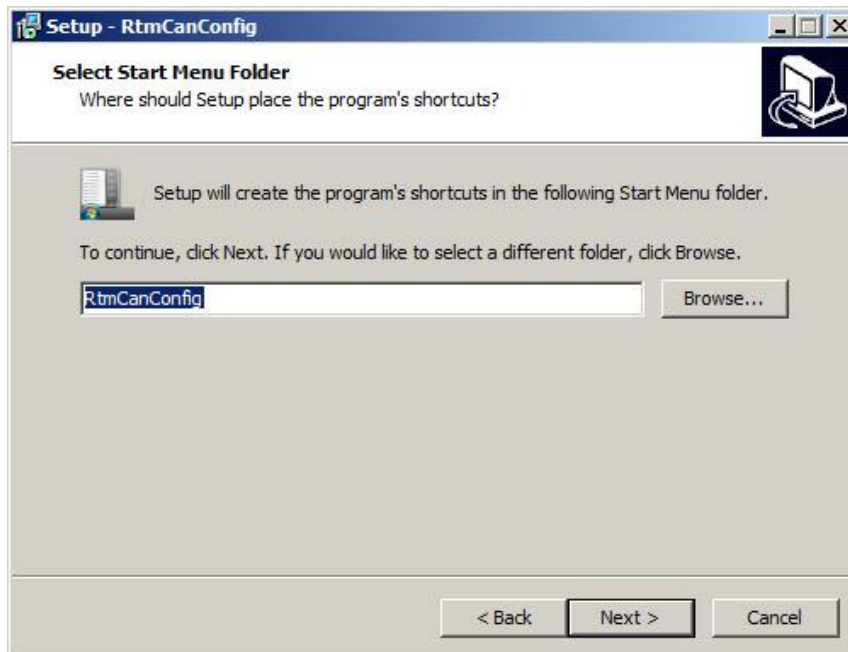 Setup - RtmCanConfig
Select Start Menu Folder
Where should Setup place the program's shortcuts?
Setup will create the program's shortcuts in the following Start Menu folder.
To continue, click Next. If you would like to select a different folder, click Browse.
RtmCanConfig
Browse...
< Back
Next >
Cancel